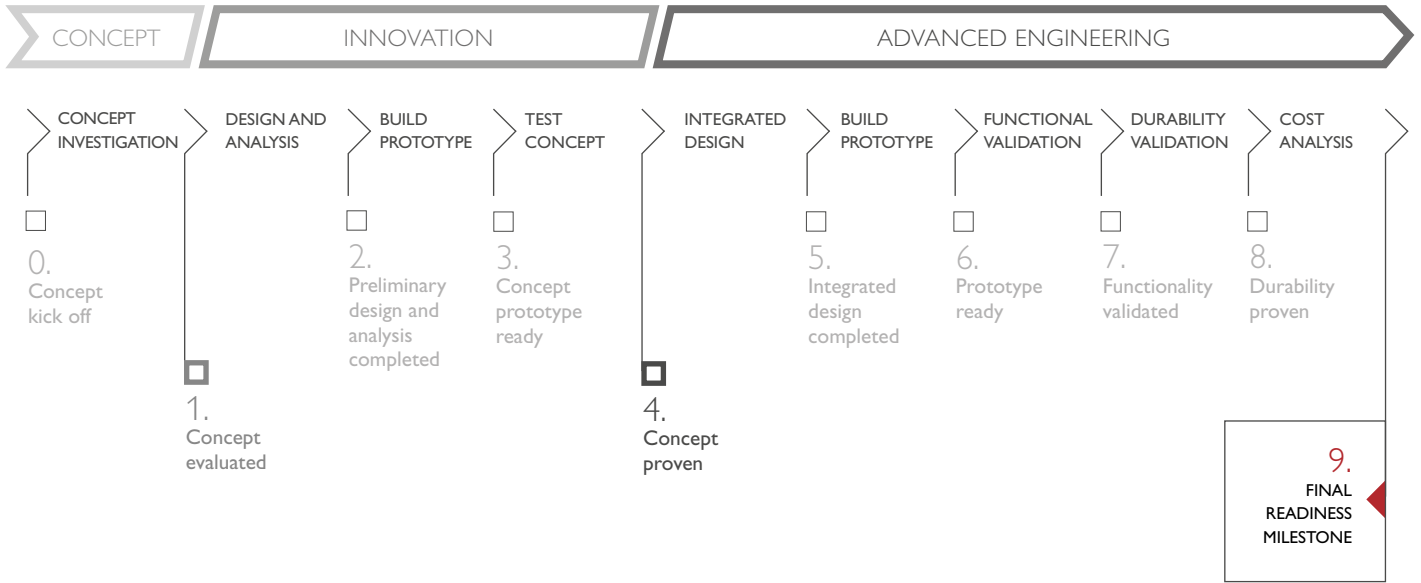 CONCEPT
INNOVATION
ADVANCED ENGINEERING
CONCEPT
INVESTIGATION
DESIGN AND
ANALYSIS
BUILD
PROTOTYPE
TEST
CONCEPT
INTEGRATED
DESIGN
BUILD
PROTOTYPE
FUNCTIONAL
VALIDATION
DURABILITY
VALIDATION
COST
ANALYSIS
0.
Concept
kick off
1.
Concept
evaluated
2.
Preliminary
design and
analysis
completed
3.
Concept
prototype
ready
4.
Concept
proven
5.
Integrated
design
completed
6.
Prototype
ready
7.
Functionality
validated
8.
Durability
proven
9.
FINAL
READINESS
MILESTONE